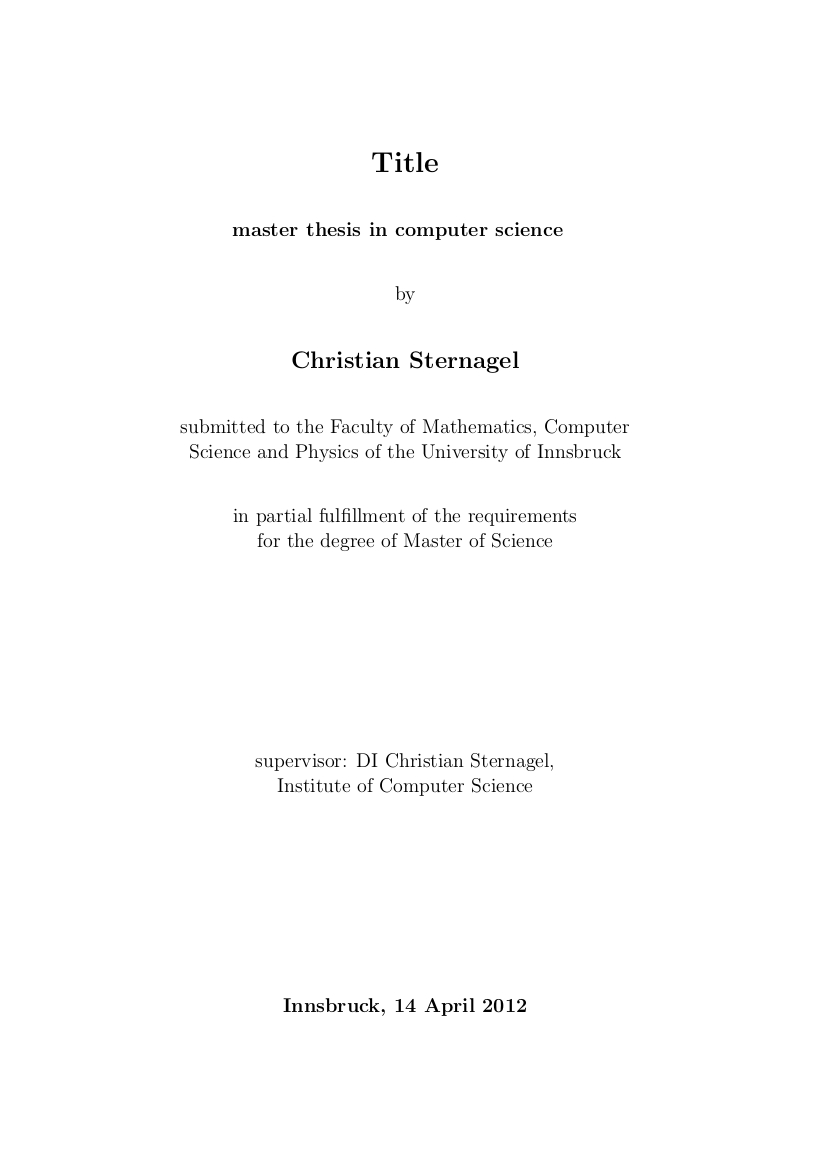 Title
master thesis in computer science
by
Christian Sternagel
submitted to the Faculty of Mathematics, Computer
Science and Physics of the University of Innsbruck
in partial fulfillment of the requirements
for the degree of Master of Science
supervisor: DI Christian Sternagel,
Institute of Computer Science
Innsbruck, 14 April 2012